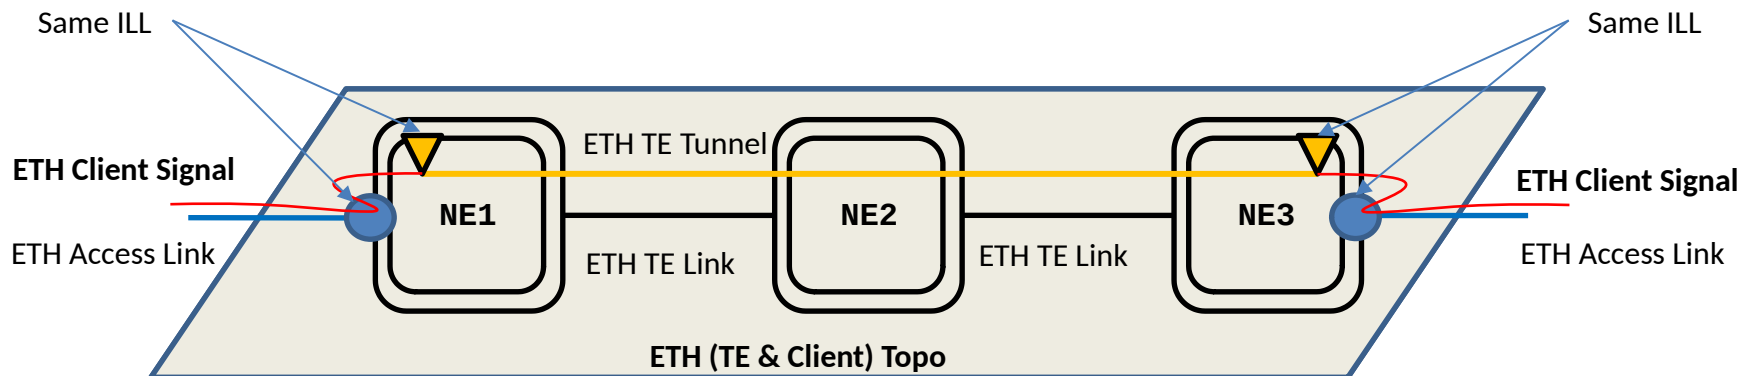 Same ILL
Same ILL
ETH TE Tunnel
ETH Client Signal
ETH Client Signal
NE1
NE2
NE3
ETH Access Link
ETH TE Link
ETH TE Link
ETH Access Link
ETH (TE & Client) Topo